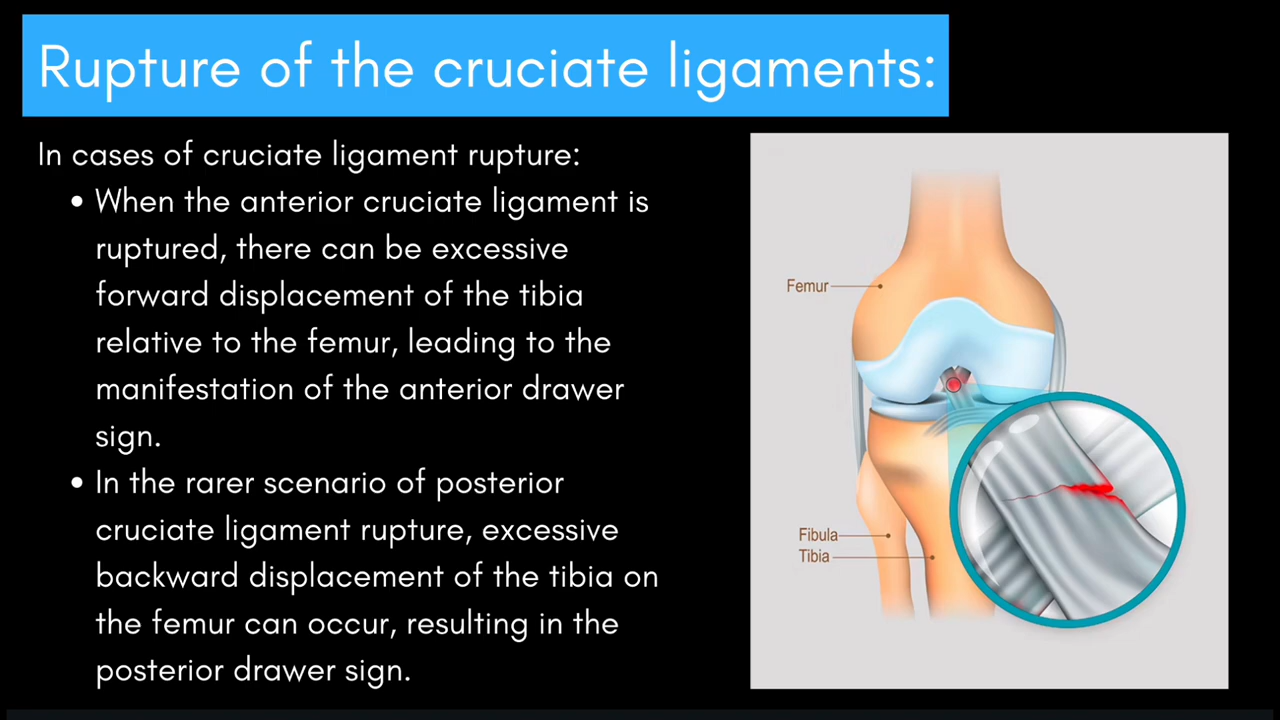 Rupture of the cruciate ligaments:
In cases of cruciate ligament rupture:
• When the anterior cruciate ligament is
ruptured, there can be excessive
forward displacement of the tibia
relative to the femur, leading to the
manifestation of the anterior drawer
sign.
• In the rarer scenario of posterior
cruciate ligament rupture, excessive
backward displacement of the tibia on
the femur can occur, resulting in the
posterior drawer sign.
Femur
Fibula
Tibia